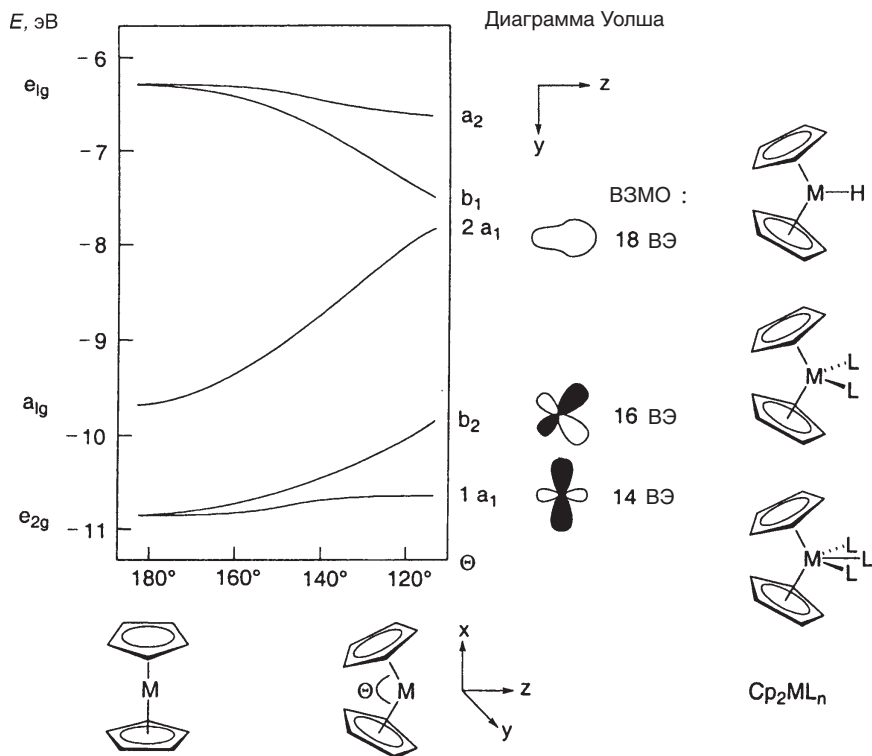 E, эВ
Диаграмма Уолша
– 6
e1g
z
a2
y
– 7
b1
ВЗМО :
M H
2 a1
– 8
18 ВЭ
– 9
L
M
L
a1g
b2
– 10
16 ВЭ
1 a1
14 ВЭ
e2g
– 11
L
M L
L
Θ
180° 160° 140° 120°
x
M
Θ M
z
y
Cp2MLn